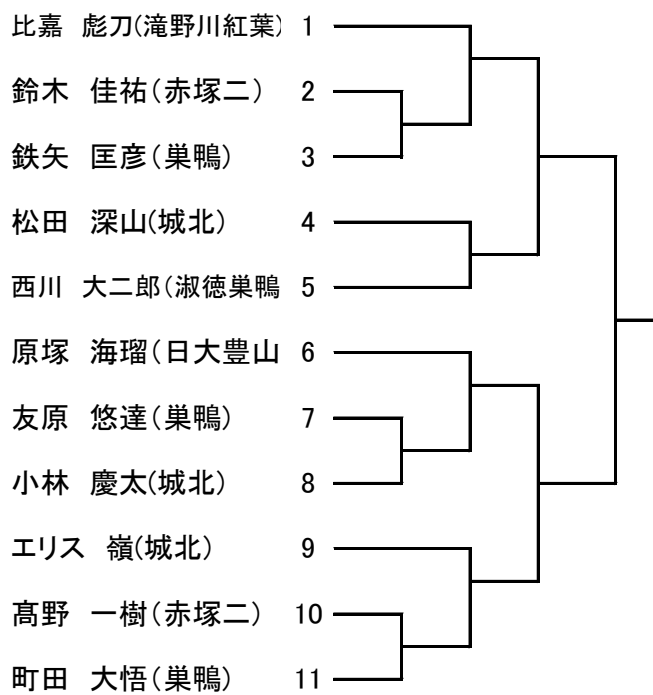 比嘉 彪刀(滝野川紅葉) 1
鈴木 佳祐(赤塚二) 2
鉄矢 匡彦(巣鴨) 3
松田 深山(城北) 4
西川 大二郎(淑徳巣鴨 5
原塚 海瑠(日大豊山 6
友原 悠達(巣鴨) 7
小林 慶太(城北) 8
エリス 嶺(城北) 9
髙野 一樹(赤塚二) 10
町田 大悟(巣鴨) 11